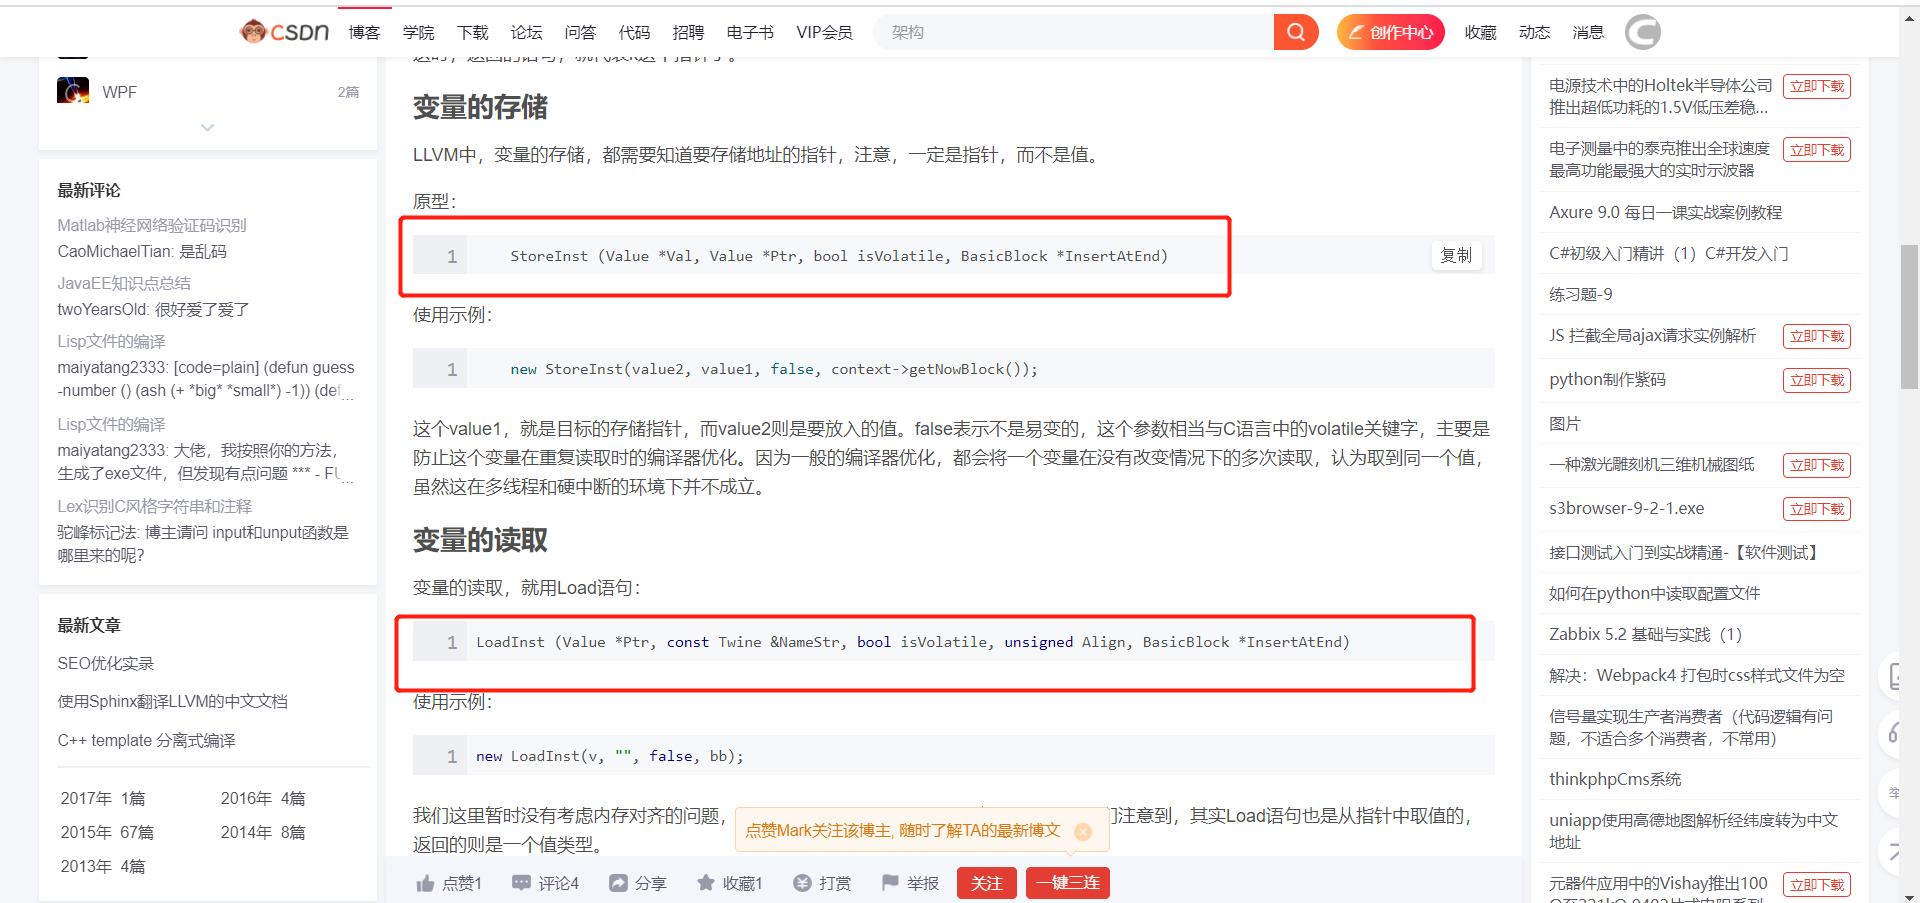 CSDN 博客 学院 下载 论坛 问答 代码 招聘 电子书 VIP会员 架构 创作中心 收藏 动态 消息
WPF 2篇
最新评论
Matlab神经网络验证码识别
CaoMichaelTian: 是乱码
JavaEE知识点总结
twoYearsOld: 很好爱了爱了
Lisp文件的编译
maiyatang2333: [code=plain] (defun guess
-number () (ash (+ *big* *small*) -1)) (def...
Lisp文件的编译
maiyatang2333: 大佬，我按照你的方法，
生成了exe文件，但发现有点问题 *** - FU...
Lex识别C风格字符串和注释
驼峰标记法: 博主请问 input和unput函数是
哪里来的呢?
最新文章
SEO优化实录
使用Sphinx翻译LLVM的中文文档
C++ template 分离式编译
2017年 1篇 2016年 4篇
2015年 67篇 2014年 8篇
2013年 4篇
这时，返回的语句，就代表k这个指针了。
变量的存储
LLVM中，变量的存储，都需要知道要存储地址的指针，注意，一定是指针，而不是值。
原型：
1 StoreInst (Value *Val, Value *Ptr, bool isVolatile, BasicBlock *InsertAtEnd)
复制
使用示例：
1 new StoreInst(value2, value1, false, context->getNowBlock());
这个value1，就是目标的存储指针，而value2则是要放入的值。false表示不是易变的，这个参数相当与C语言中的volatile关键字，主要是
防止这个变量在重复读取时的编译器优化。因为一般的编译器优化，都会将一个变量在没有改变情况下的多次读取，认为取到同一个值，
虽然这在多线程和硬中断的环境下并不成立。
变量的读取
变量的读取，就用Load语句：
1 LoadInst (Value *Ptr, const Twine &NameStr, bool isVolatile, unsigned Align, BasicBlock *InsertAtEnd)
使用示例：
1 new LoadInst(v, "", false, bb);
我们这里暂时没有考虑内存对齐的问题，
们注意到，其实Load语句也是从指针中取值的，
返回的则是一个值类型。
点赞Mark关注该博主, 随时了解TA的最新博文
点赞1 评论4 分享 收藏1 打赏 举报 关注 一键三连
电源技术中的Holtek半导体公司 立即下载
推出超低功耗的1.5V低压差稳...
电子测量中的泰克推出全球速度 立即下载
最高功能最强大的实时示波器
Axure 9.0 每日一课实战案例教程
C#初级入门精讲（1）C#开发入门
练习题-9
JS 拦截全局ajax请求实例解析 立即下载
python制作紫码 立即下载
图片
一种激光雕刻机三维机械图纸 立即下载
s3browser-9-2-1.exe 立即下载
接口测试入门到实战精通-【软件测试】
如何在python中读取配置文件
Zabbix 5.2 基础与实践（1）
解决：Webpack4 打包时css样式文件为空
信号量实现生产者消费者（代码逻辑有问
题，不适合多个消费者，不常用）
thinkphpCms系统
uniapp使用高德地图解析经纬度转为中文
地址
元器件应用中的Vishay推出100 立即下载